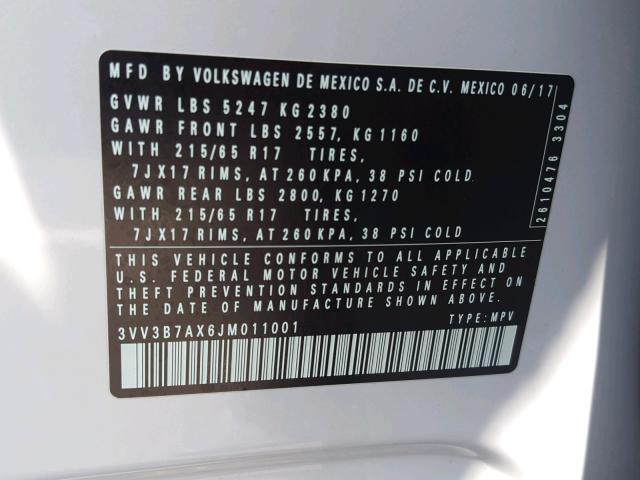 MFD BY VOLKSWAGEN DE MEXICO S.A. DE C.V. MEXICO 06/17
GVWR LBS 5247 KG 2380
GAWR FRONT LBS 2557, KG 1160
WITH 215/65 R17 TIRES,
7JX17 RIMS, AT 260 KPA, 38 PSI COLD.
GAWR REAR LBS 2800, KG 1270
WITH 215/65 R17 TIRES,
7JX17 RIMS, AT 260 KPA, 38 PSI COLD
THIS VEHICLE CONFORMS TO ALL APPLICABLE
U.S. FEDERAL MOTOR VEHICLE SAFETY AND
THEFT PREVENTION STANDARDS IN EFFECT ON
THE DATE OF MANUFACTURE SHOWN ABOVE.
3VV3B7AX6JM011001 TYPE: MPV
2610476 3304